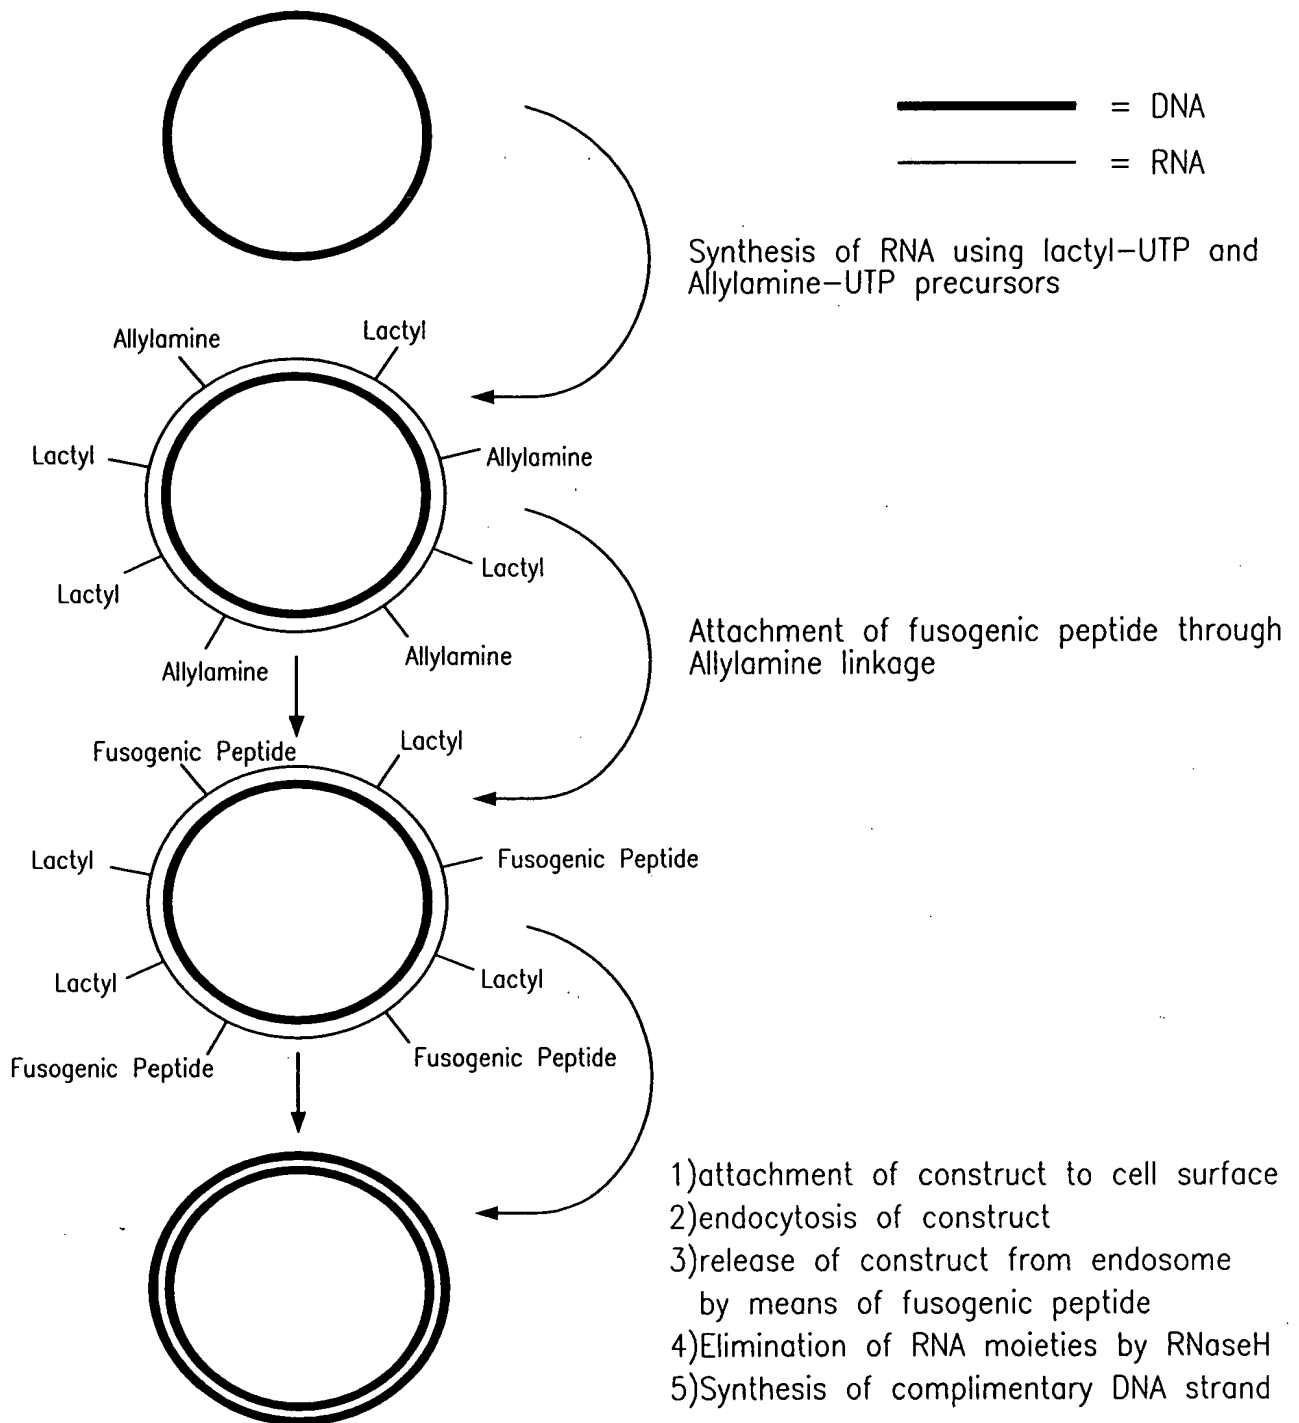 = DNA
= RNA
Synthesis of RNA using lactyl-UTP and
Allylamine-UTP precursors
Allylamine
Lactyl
Lactyl
Allylamine
Lactyl
Lactyl
Allylamine
Allylamine
Attachment of fusogenic peptide through
Allylamine linkage
Fusogenic Peptide
Lactyl
Lactyl
Fusogenic Peptide
Lactyl
Lactyl
Fusogenic Peptide
Fusogenic Peptide
1)attachment of construct to cell surface
2)endocytosis of construct
3)release of construct from endosome
by means of fusogenic peptide
4)Elimination of RNA moieties by RNaseH
5)Synthesis of complimentary DNA strand